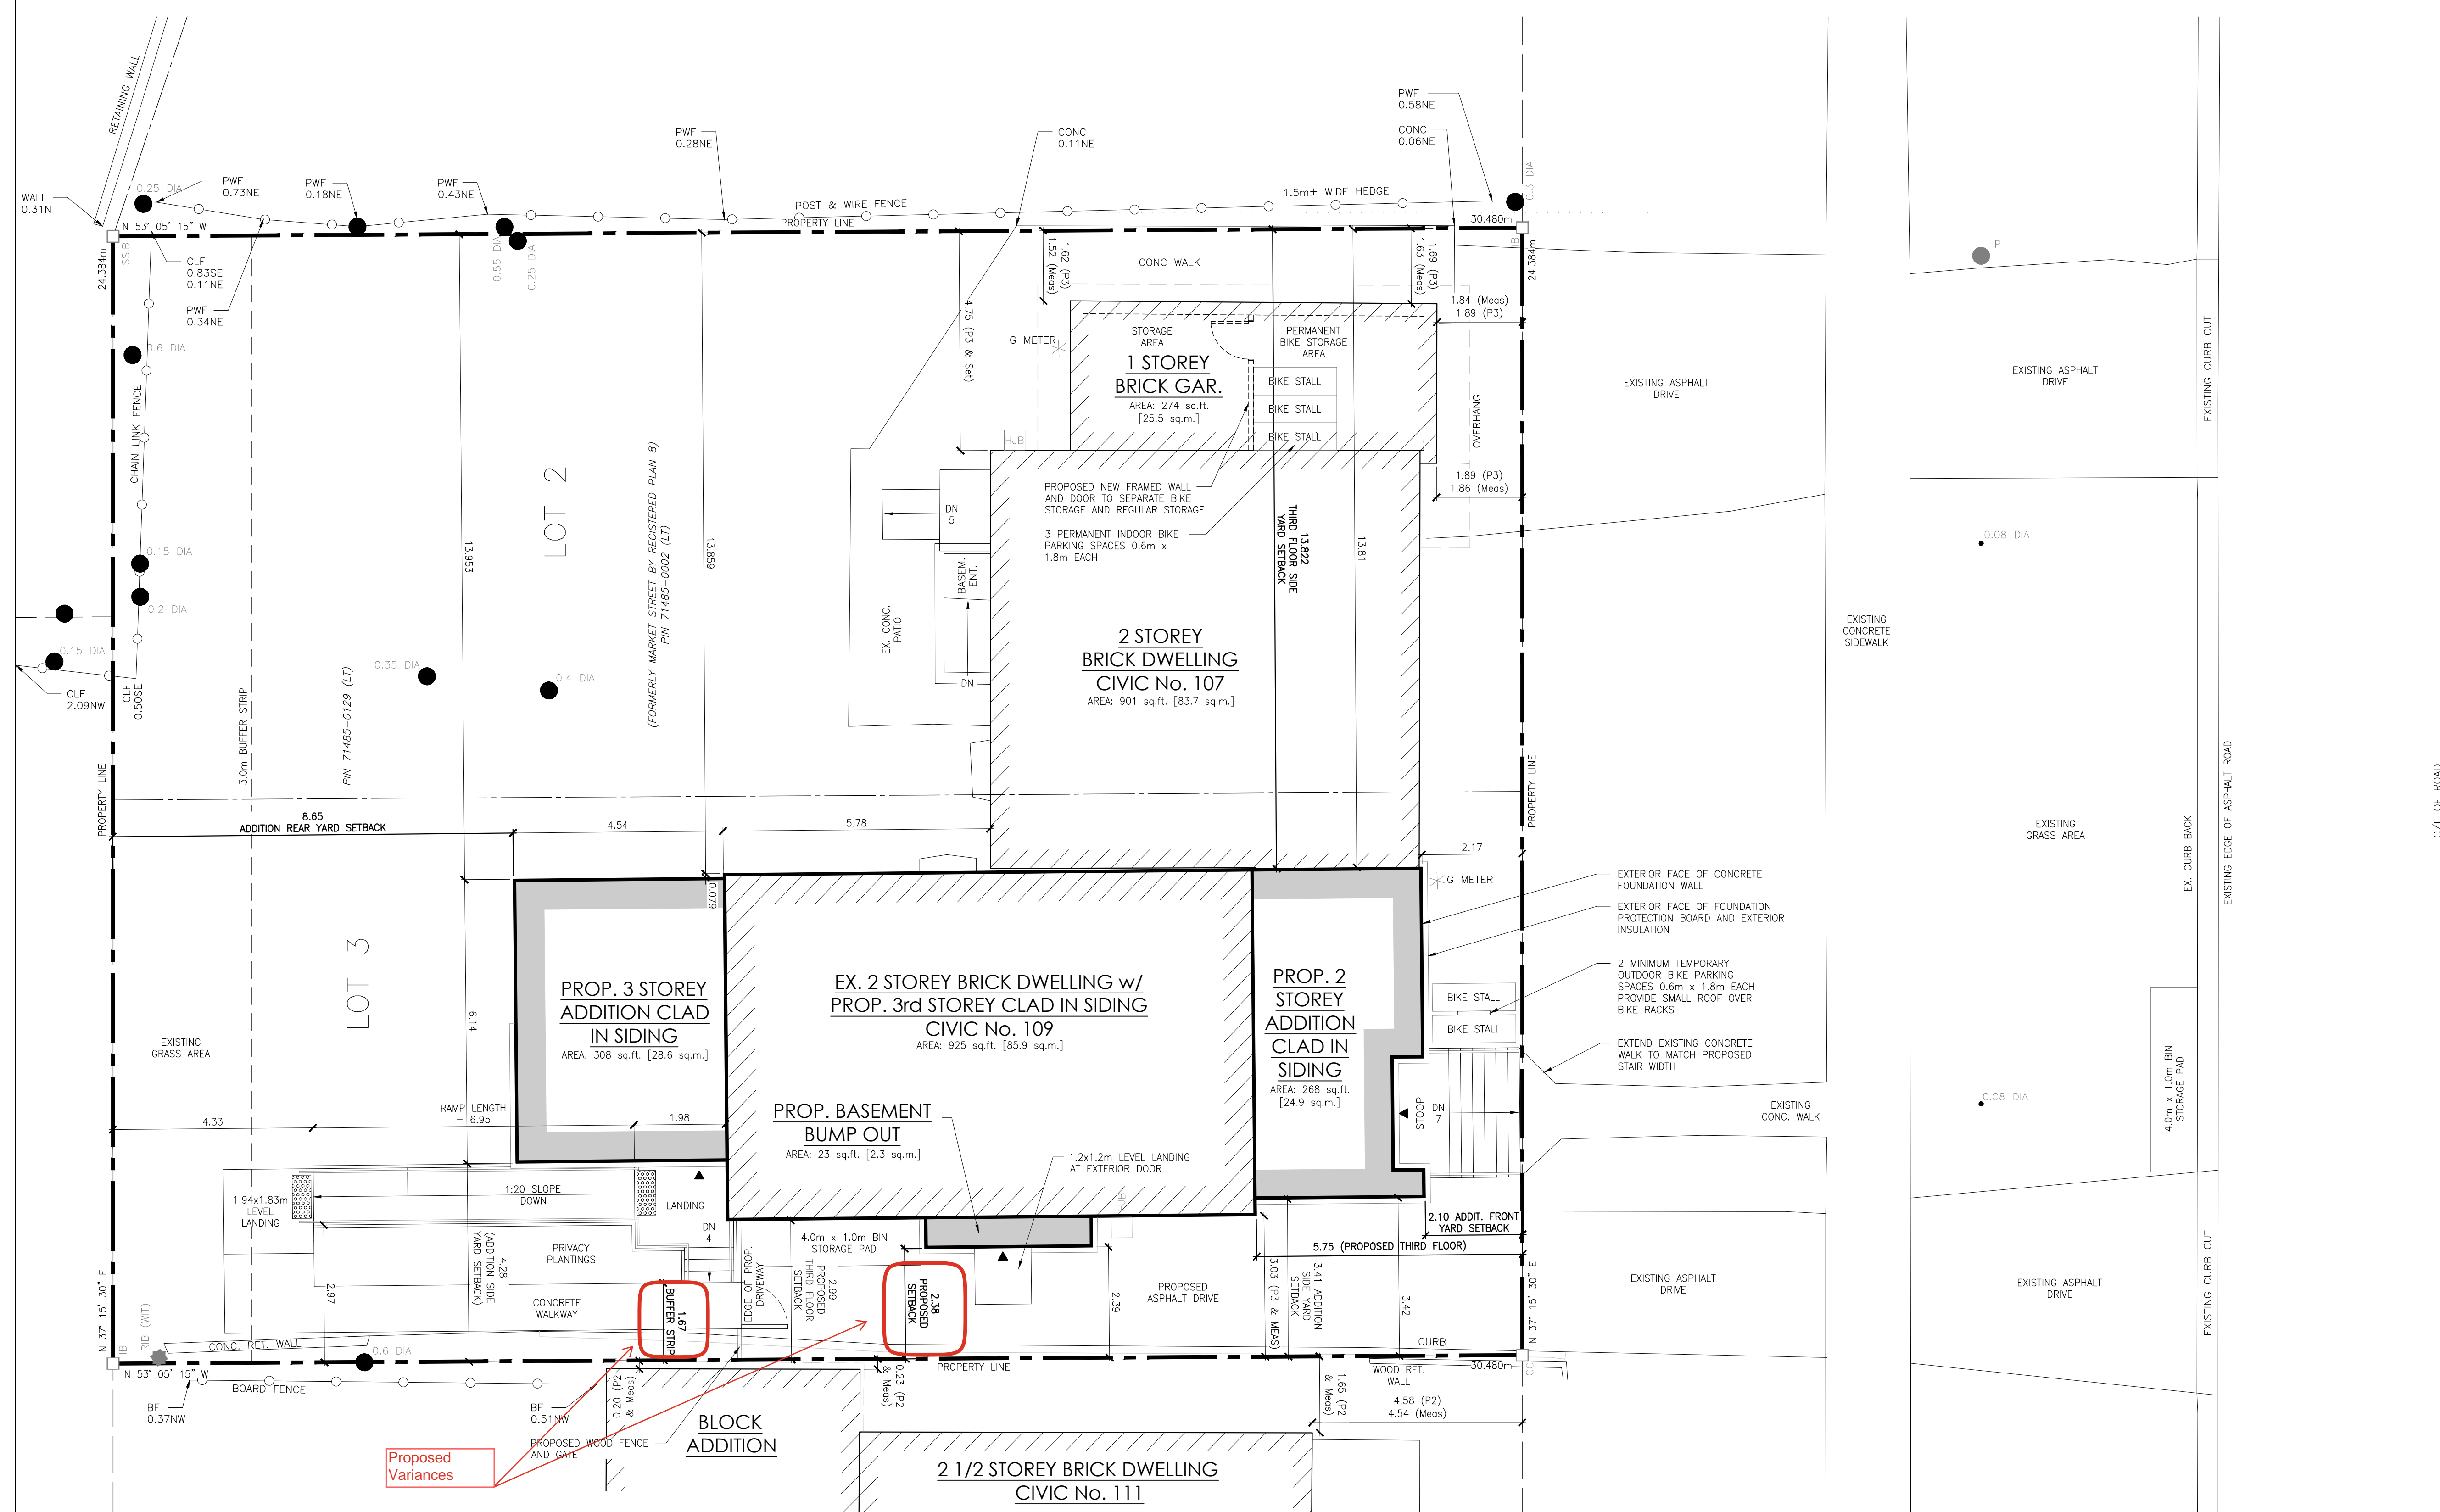 RETAINING WALL
WALL
0.31N
0.25 DIA
PWF
0.73NE
PWF
0.18NE
PWF
0.43NE
PWF
0.28NE
CONC
0.11NE
PWF
0.58NE
CONC
0.06NE
0.3 DIA
1.5m± WIDE HEDGE
POST & WIRE FENCE
PROPERTY LINE
30.480m
N 53° 05' 15" W
24.384m
SSIB
CLF
0.83SE
0.11NE
PWF
0.34NE
0.55 DIA
0.25 DIA
IB
24.384m
HP
CONC WALK
1.62 (P3)
1.52 (Meas)
1.69 (P3)
1.63 (Meas)
1.84 (Meas)
1.89 (P3)
4.75 (P3 & Set)
G METER
STORAGE
AREA
PERMANENT
BIKE STORAGE
AREA
1 STOREY
BRICK GAR.
AREA: 274 sq.ft.
[25.5 sq.m.]
BIKE STALL
BIKE STALL
BIKE STALL
OVERHANG
HJB
0.6 DIA
CHAIN LINK FENCE
EXISTING ASPHALT
DRIVE
EXISTING ASPHALT
DRIVE
EXISTING CURB CUT
1.89 (P3)
1.86 (Meas)
PROPOSED NEW FRAMED WALL
AND DOOR TO SEPARATE BIKE
STORAGE AND REGULAR STORAGE
3 PERMANENT INDOOR BIKE
PARKING SPACES 0.6m x
1.8m EACH
13.822
THIRD FLOOR SIDE
YARD SETBACK
13.81
LOT 2
(FORMERLY MARKET STREET BY REGISTERED PLAN 8)
PIN 71485-0002 (LT)
13.953
13.859
DN
5
BASEM.
ENT.
DN
EX. CONC.
PATIO
0.15 DIA
0.2 DIA
0.15 DIA
0.35 DIA
0.4 DIA
0.08 DIA
CLF
2.09NW
CLF
0.50SE
3.0m BUFFER STRIP
PIN 71485-0129 (LT)
2 STOREY
BRICK DWELLING
CIVIC No. 107
AREA: 901 sq.ft. [83.7 sq.m.]
EXISTING
CONCRETE
SIDEWALK
PROPERTY LINE
PROPERTY LINE
8.65
ADDITION REAR YARD SETBACK
4.54
5.78
2.17
EXISTING
GRASS AREA
EX. CURB BACK
EXISTING EDGE OF ASPHALT ROAD
C/L OF ROAD
0.079
G METER
EXTERIOR FACE OF CONCRETE
FOUNDATION WALL
EXTERIOR FACE OF FOUNDATION
PROTECTION BOARD AND EXTERIOR
INSULATION
2 MINIMUM TEMPORARY
OUTDOOR BIKE PARKING
SPACES 0.6m x 1.8m EACH
PROVIDE SMALL ROOF OVER
BIKE RACKS
EXTEND EXISTING CONCRETE
WALK TO MATCH PROPOSED
STAIR WIDTH
LOT 3
6.14
PROP. 3 STOREY
ADDITION CLAD
IN SIDING
AREA: 308 sq.ft. [28.6 sq.m.]
EX. 2 STOREY BRICK DWELLING w/
PROP. 3rd STOREY CLAD IN SIDING
CIVIC No. 109
AREA: 925 sq.ft. [85.9 sq.m.]
PROP. 2
STOREY
ADDITION
CLAD IN
SIDING
AREA: 268 sq.ft.
[24.9 sq.m.]
BIKE STALL
BIKE STALL
EXISTING
GRASS AREA
PROP. BASEMENT
BUMP OUT
AREA: 23 sq.ft. [2.3 sq.m.]
1.2x1.2m LEVEL LANDING
AT EXTERIOR DOOR
STOOP
DN
7
EXISTING
CONC. WALK
0.08 DIA
4.0m x 1.0m BIN
STORAGE PAD
4.33
RAMP LENGTH
= 6.95
1.98
1.94x1.83m
LEVEL
LANDING
1:20 SLOPE
DOWN
LANDING
DN
4
HJB
2.10 ADDIT. FRONT
YARD SETBACK
5.75 (PROPOSED THIRD FLOOR)
PRIVACY
PLANTINGS
4.28
(ADDITION SIDE
YARD SETBACK)
2.97
CONCRETE
WALKWAY
1.67
BUFFER STRIP
EDGE OF PROP.
DRIVEWAY
4.0m x 1.0m BIN
STORAGE PAD
2.99
PROPOSED
THIRD FLOOR
SETBACK
2.38
PROPOSED
SETBACK
2.39
PROPOSED
ASPHALT DRIVE
3.03 (P3 & MEAS)
3.41 ADDITION
SIDE YARD
SETBACK
3.42
CURB
EXISTING ASPHALT
DRIVE
EXISTING ASPHALT
DRIVE
EXISTING CURB CUT
N 37° 15' 30" E
N 37° 15' 30" E
IB
RIB (WIT)
CONC. RET. WALL
0.6 DIA
N 53° 05' 15" W
BOARD FENCE
BF
0.37NW
BF
0.51NW
0.20 (P2
& Meas)
0.23 (P2
& Meas)
PROPERTY LINE
30.480m
CC
WOOD RET.
WALL
1.65 (P2
& Meas)
4.58 (P2)
4.54 (Meas)
PROPOSED WOOD FENCE
AND GATE
BLOCK
ADDITION
Proposed
Variances
2 1/2 STOREY BRICK DWELLING
CIVIC No. 111